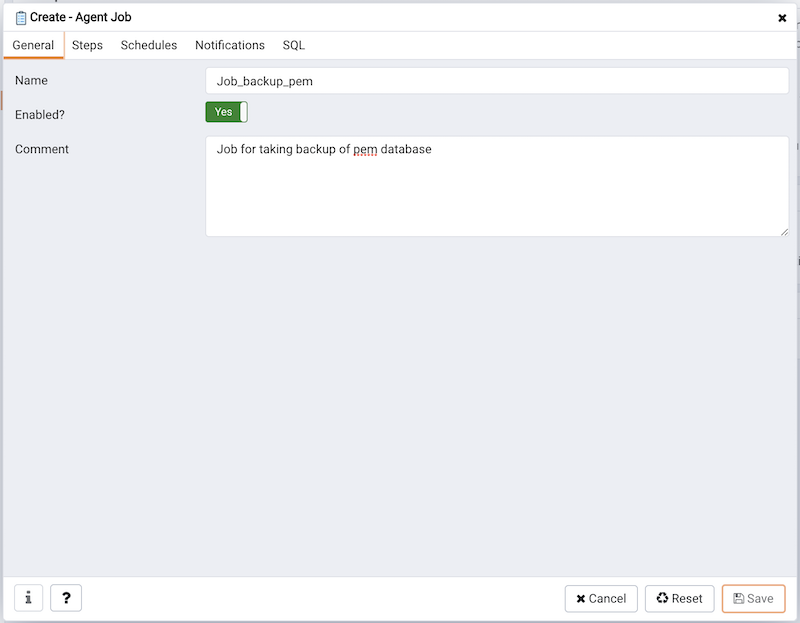 Create - Agent Job
General Steps Schedules Notifications SQL
Name Job_backup_pem
Enabled? Yes
Comment Job for taking backup of pem database
i ? Cancel Reset Save